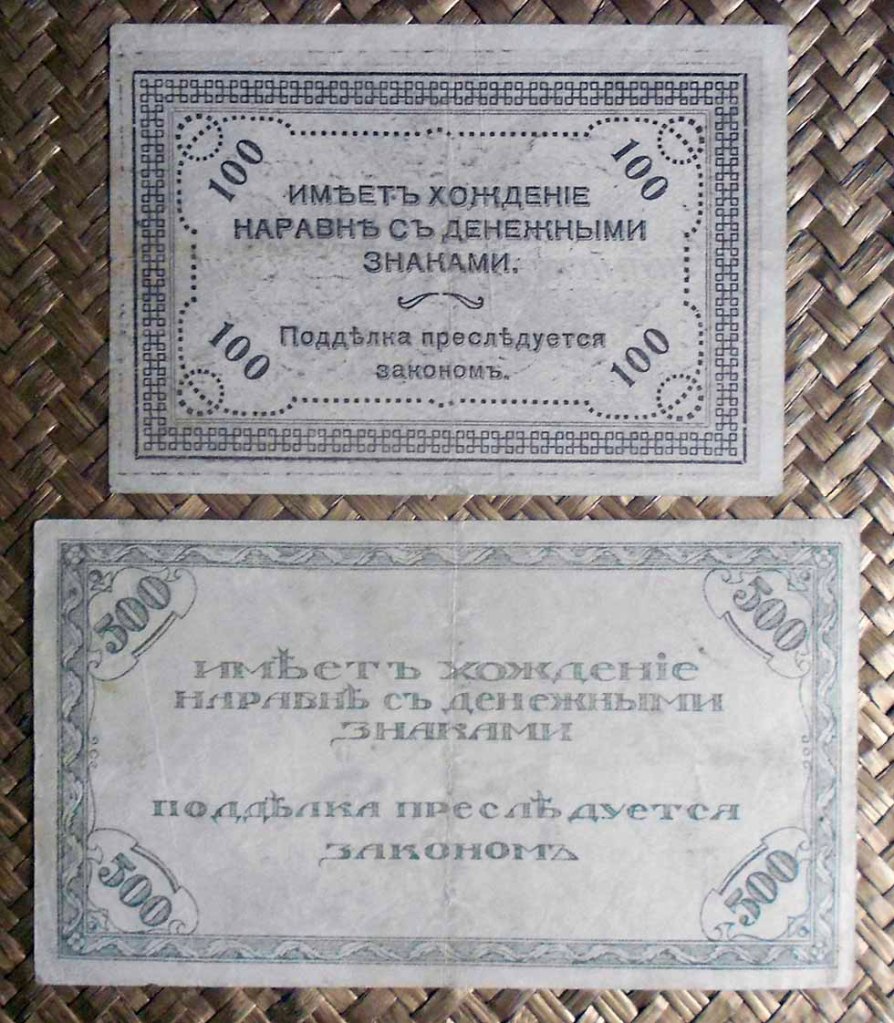 100 100
ИМѢЕТЪ ХОЖДЕНІЕ
НАРАВНѢ СЪ ДЕНЕЖНЫМИ
ЗНАКАМИ.
Поддѣлка преслѣдуется
закономъ.
100 100
500 500
ИМѢЕТЪ ХОЖДЕНІЕ
НАРАВНѢ СЪ ДЕНЕЖНЫМИ
ЗНАКАМИ
ПОДДѢЛКА ПРЕСЛѢДУЕТСЯ
ЗАКОНОМЪ
500 500